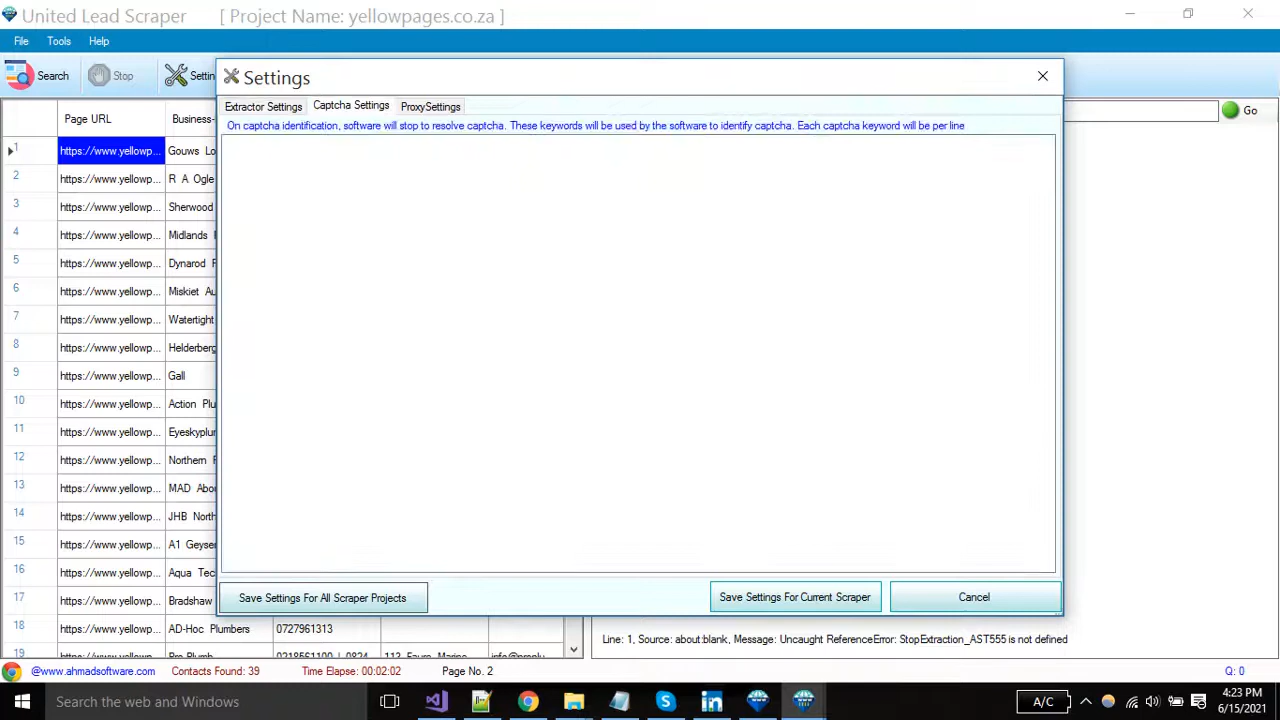 United Lead Scraper [ Project Name: yellowpages.co.za ]
File Tools Help
Search Stop Settin
Settings
Extractor Settings Captcha Settings ProxySettings
On captcha identification, software will stop to resolve captcha. These keywords will be used by the software to identify captcha. Each captcha keyword will be per line
Go
Page URL Business-
1 https://www.yellowp... Gouws Lo
2 https://www.yellowp... R A Ogle
3 https://www.yellowp... Sherwood
4 https://www.yellowp... Midlands
5 https://www.yellowp... Dynarod
6 https://www.yellowp... Miskiet Au
7 https://www.yellowp... Watertight
8 https://www.yellowp... Helderberg
9 https://www.yellowp... Gall
10 https://www.yellowp... Action Plu
11 https://www.yellowp... Eyeskyplur
12 https://www.yellowp... Northern
13 https://www.yellowp... MAD Abo
14 https://www.yellowp... JHB North
15 https://www.yellowp... A1 Geyser
16 https://www.yellowp... Aqua Tec
17 https://www.yellowp... Bradshaw
18 https://www.yellowp... AD-Hoc Plumbers 0727961313
19 https://www.yellowp... Pro-Plumb 0218561100 | 0824 113 Faure Marine
Save Settings For All Scraper Projects Save Settings For Current Scraper Cancel
Line: 1, Source: about:blank, Message: Uncaught ReferenceError: StopExtraction_AST555 is not defined
@www.ahmadsoftware.com Contacts Found: 39 Time Elapse: 00:02:02 Page No. 2 Q: 0
Search the web and Windows
A/C
4:23 PM
6/15/2021